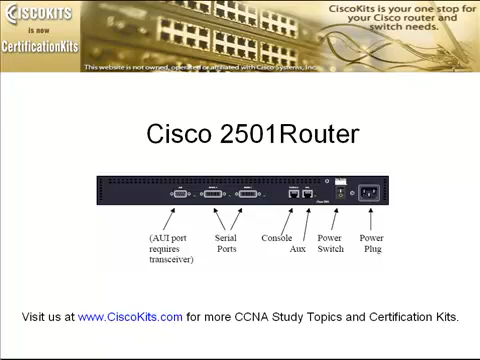 CISCOKITS
is now
CertificationKits
CiscoKits is your one stop for
your Cisco router and
switch needs.
This website is not owned, operated or affiliated with Cisco Systems, Inc.
Cisco 2501Router
(AUI port
requires
transceiver)
Serial
Ports
Console
Aux
Power
Switch
Power
Plug
Visit us at www.CiscoKits.com for more CCNA Study Topics and Certification Kits.